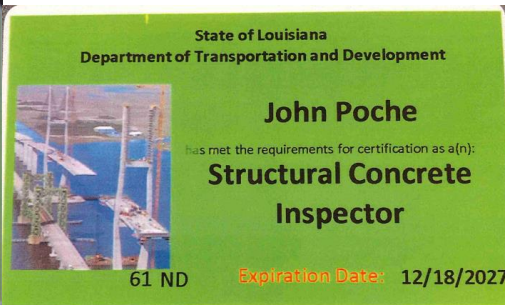 State of Louisiana
Department of Transportation and Development
John Poche
has met the requirements for certification as a(n):
Structural Concrete
Inspector
61 ND Expiration Date: 12/18/2027